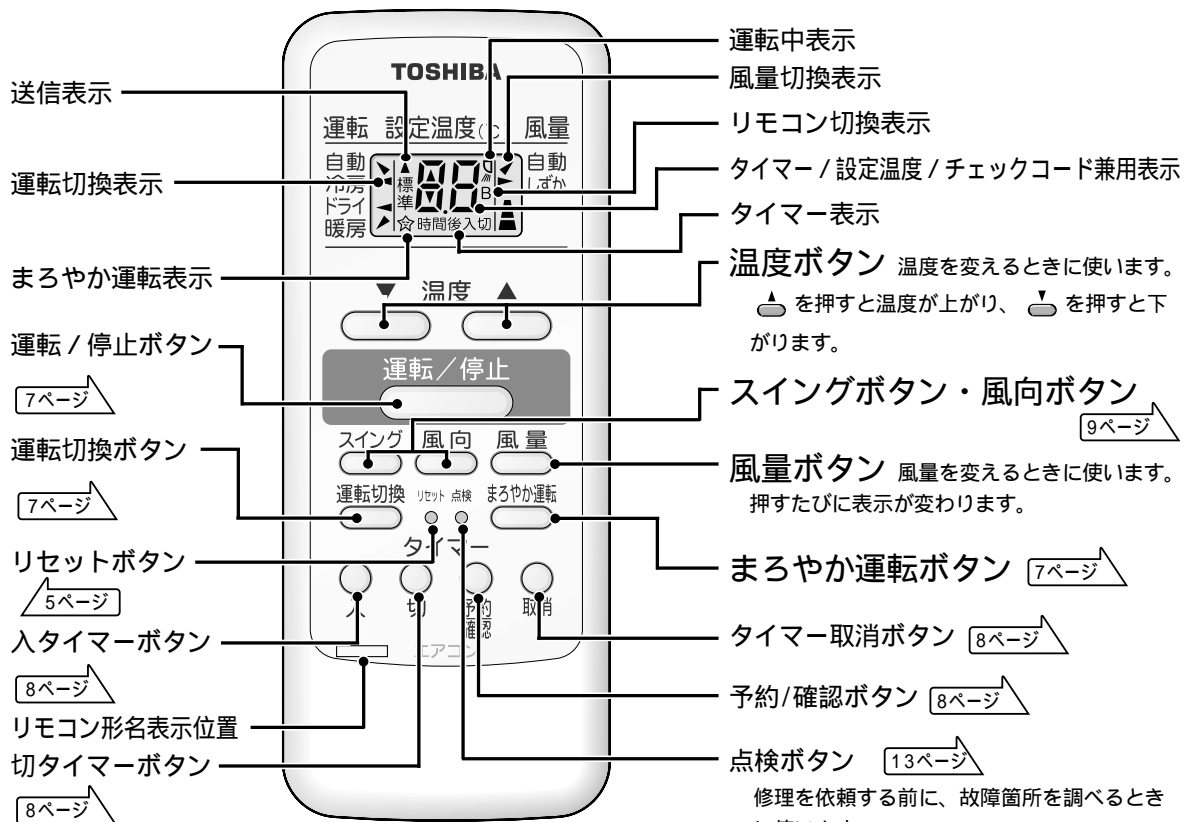 送信表示
運転切換表示
まろやか運転表示
運転 / 停止ボタン
7ページ
運転切換ボタン
7ページ
リセットボタン
5ページ
入タイマーボタン
8ページ
リモコン形名表示位置
切タイマーボタン
8ページ
TOSHIBA
運転 設定温度(℃ 風量
自動
冷房
ドライ
暖房
標準
88
B
時間後入切
自動
しずか
▼ 温度 ▲
運転／停止
スイング 風向 風量
運転切換 リセット 点検 まろやか運転
タイマー
入 切 予約確認 取消
エアコン
運転中表示
風量切換表示
リモコン切換表示
タイマー / 設定温度 / チェックコード兼用表示
タイマー表示
温度ボタン 温度を変えるときに使います。
を押すと温度が上がり、 を押すと下
がります。
スイングボタン・風向ボタン
9ページ
風量ボタン 風量を変えるときに使います。
押すたびに表示が変わります。
まろやか運転ボタン 7ページ
タイマー取消ボタン 8ページ
予約/確認ボタン 8ページ
点検ボタン 13ページ
修理を依頼する前に、故障箇所を調べるとき